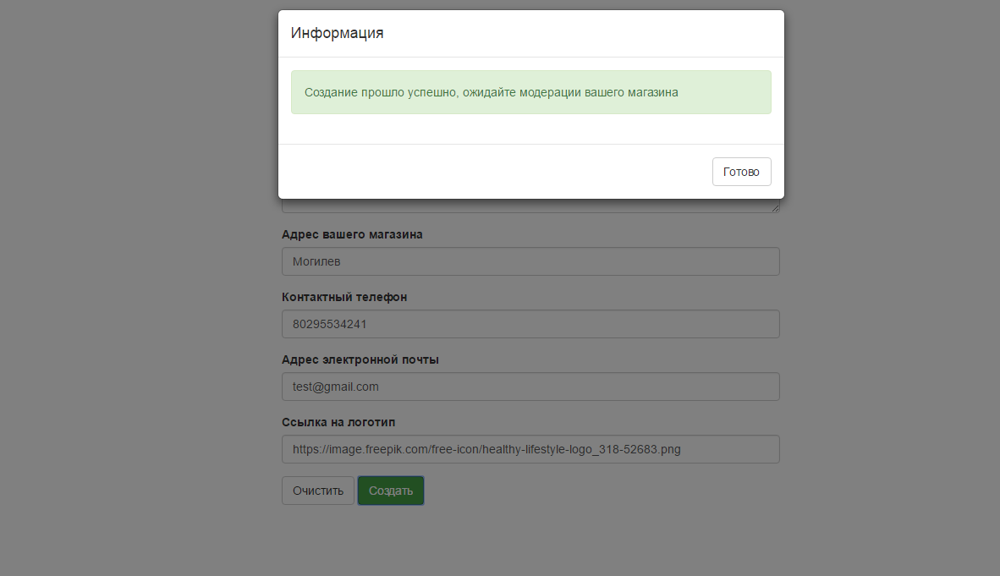 Информация
Создание прошло успешно, ожидайте модерации вашего магазина
Готово
Адрес вашего магазина
Могилев
Контактный телефон
80295534241
Адрес электронной почты
test@gmail.com
Ссылка на логотип
https://image.freepik.com/free-icon/healthy-lifestyle-logo_318-52683.png
Очистить Создать